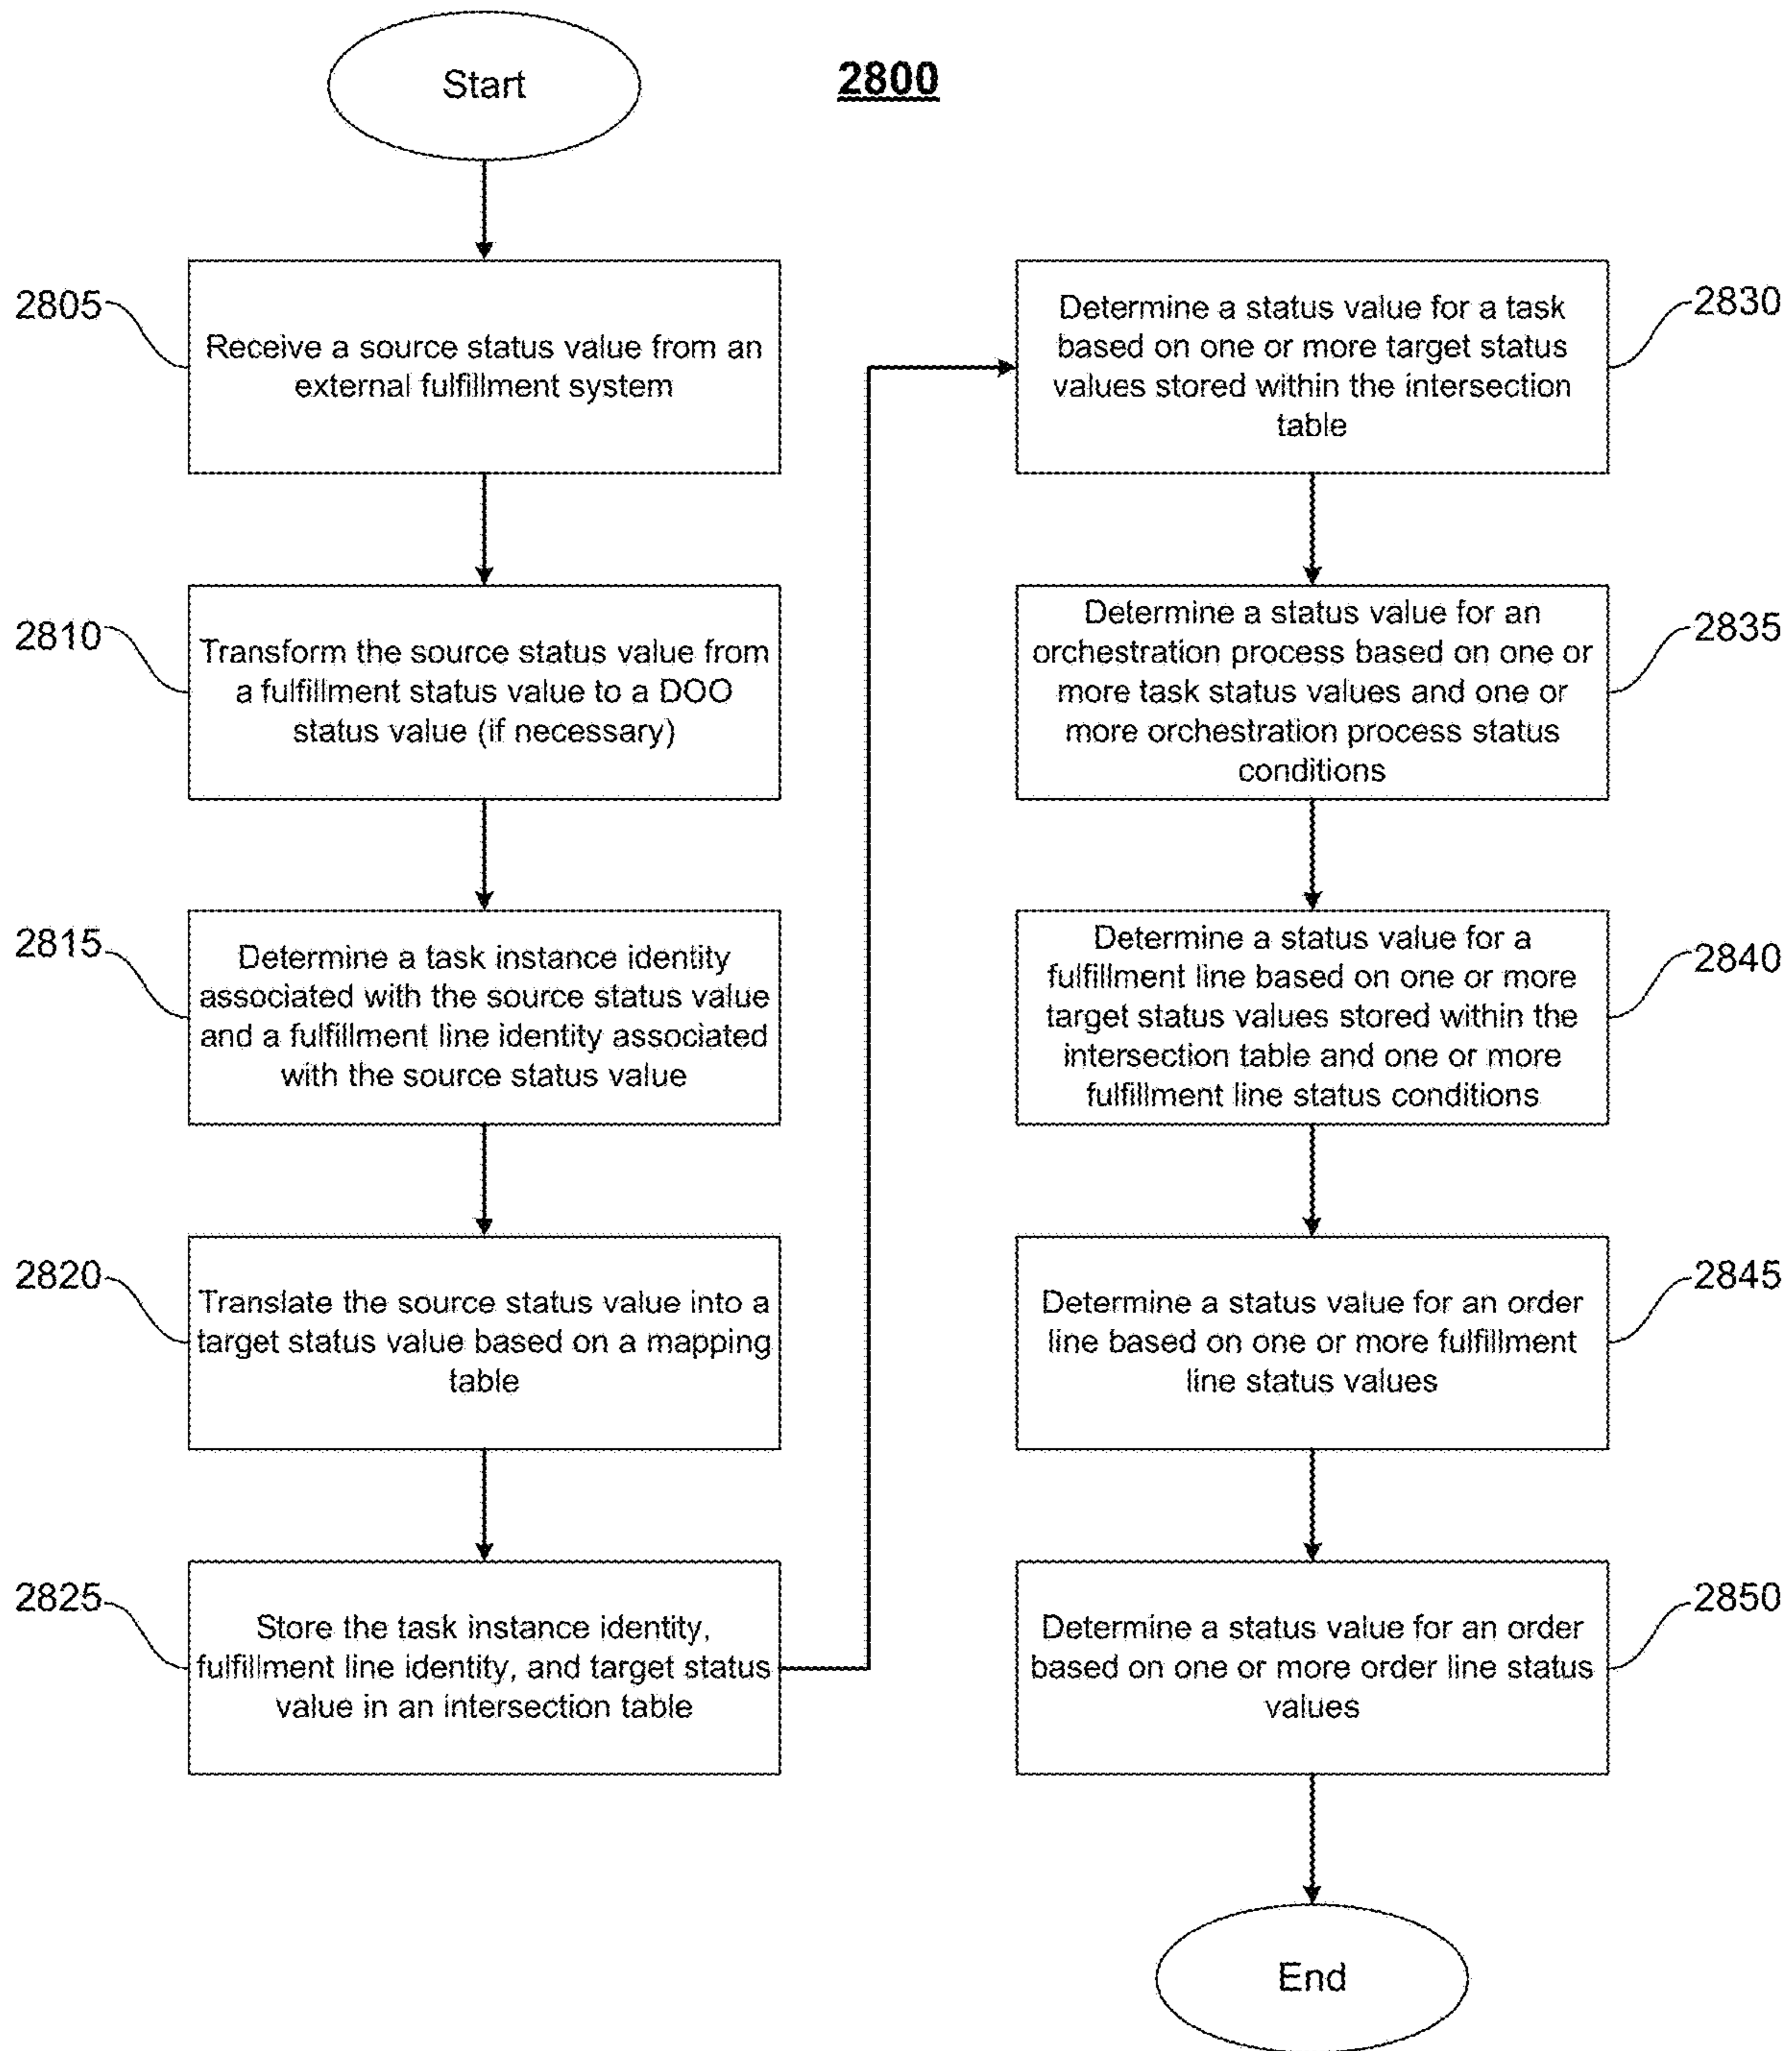 Start
2800
2805
Receive a source status value from an
external fulfillment system
2810
Transform the source status value from
a fulfillment status value to a DOO
status value (if necessary)
2815
Determine a task instance identity
associated with the source status value
and a fulfillment line identity associated
with the source status value
2820
Translate the source status value into a
target status value based on a mapping
table
2825
Store the task instance identity,
fulfillment line identity, and target status
value in an intersection table
Determine a status value for a task
based on one or more target status
values stored within the intersection
table
2830
Determine a status value for an
orchestration process based on one or
more task status values and one or
more orchestration process status
conditions
2835
Determine a status value for a
fulfillment line based on one or more
target status values stored within the
intersection table and one or more
fulfillment line status conditions
2840
Determine a status value for an order
line based on one or more fulfillment
line status values
2845
Determine a status value for an order
based on one or more order line status
values
2850
End